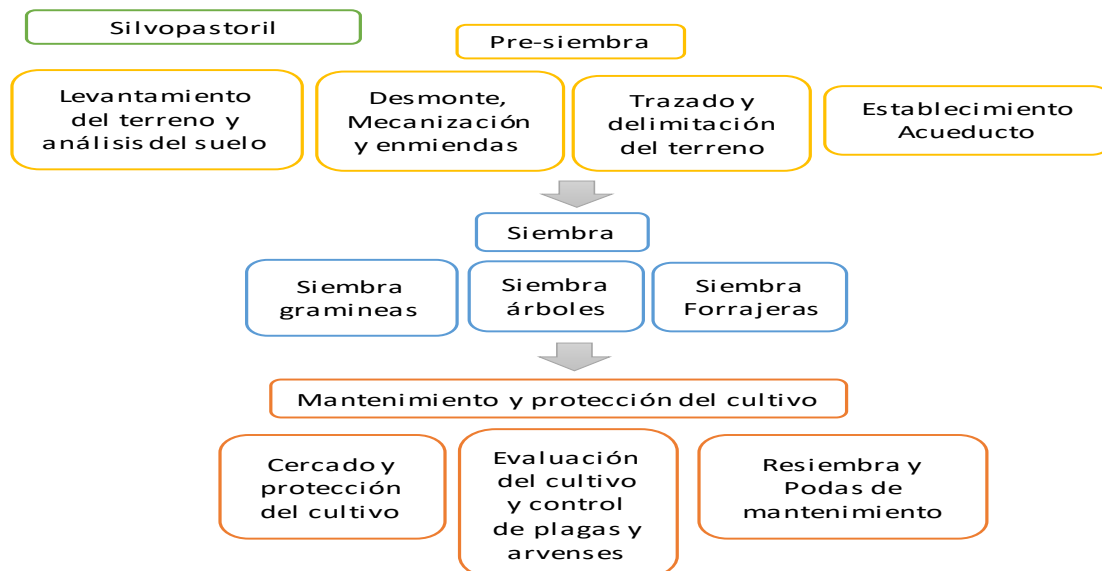 Silvopastoril
Pre-siembra
Levantamiento
del terreno y
análisis del suelo
Desmonte,
Mecanización
y enmiendas
Trazado y
delimitación
del terreno
Establecimiento
Acueducto
Siembra
Siembra
gramineas
Siembra
árboles
Siembra
Forrajeras
Mantenimiento y protección del cultivo
Cercado y
protección
del cultivo
Evaluación
del cultivo
y control
de plagas y
arvenses
Resiembra y
Podas de
mantenimiento